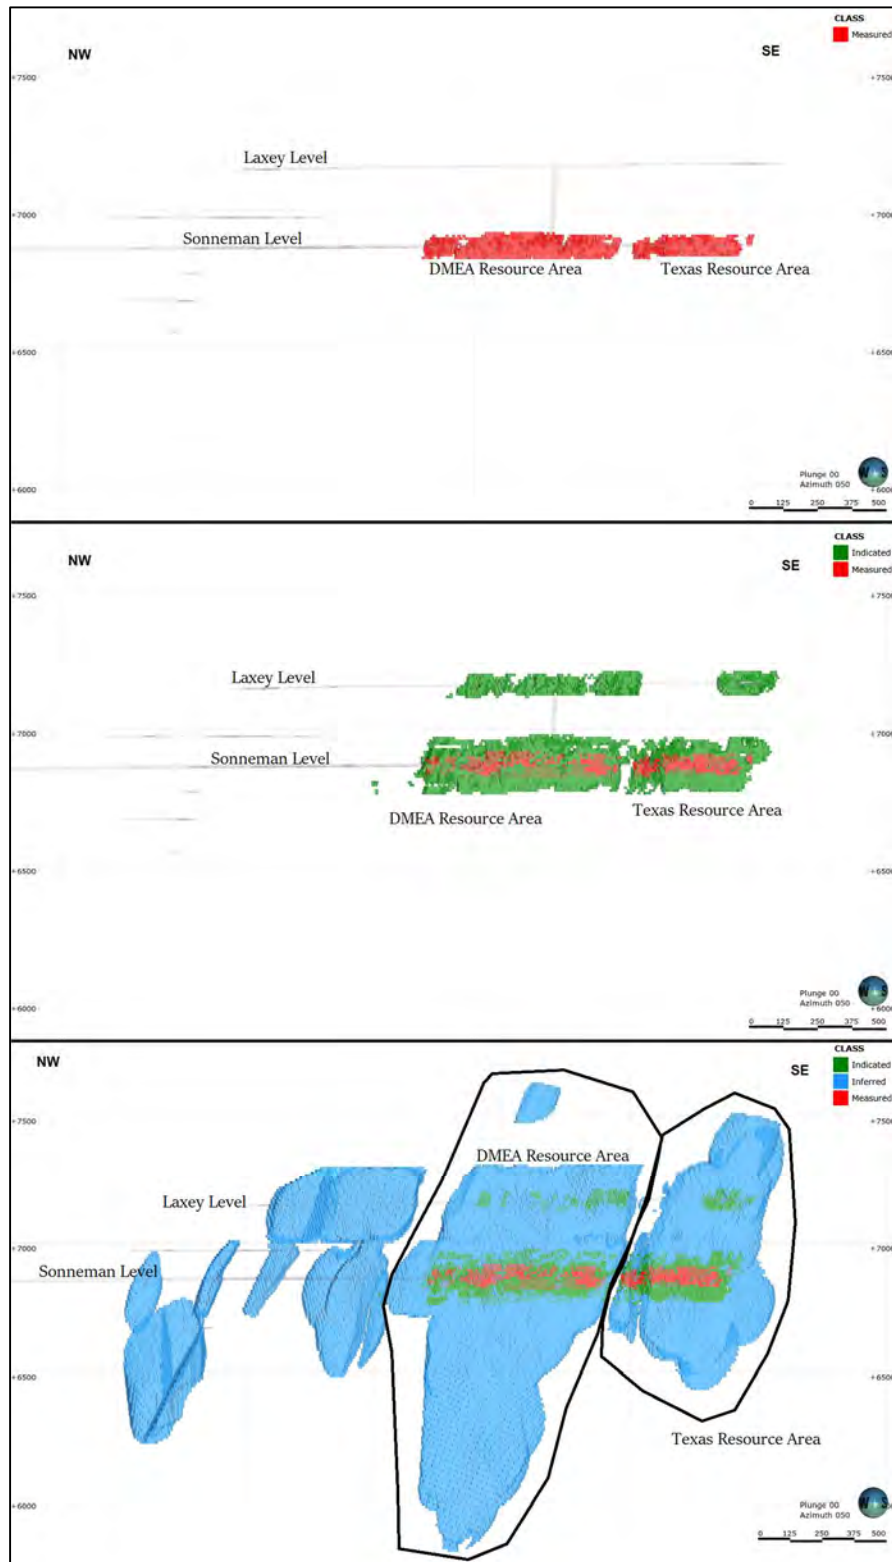 CLASS
Measured
NW
SE
+7500
Laxey Level
+7000
Sonneman Level
DMEA Resource Area
Texas Resource Area
+6500
+6500
Plunge 00
Azimuth 050
W S
+6000
+6000
0 125 250 375 500
CLASS
Indicated
Measured
NW
SE
+7500
+7500
Laxey Level
+7000
+7000
Sonneman Level
DMEA Resource Area
Texas Resource Area
+6500
+6500
Plunge 00
Azimuth 050
W S
+6000
+6000
0 125 250 375 500
CLASS
Indicated
Inferred
Measured
NW
SE
+7500
+7500
DMEA Resource Area
Laxey Level
+7000
+7000
Sonneman Level
+6500
+6500
Texas Resource Area
+6000
+6000
Plunge 00
Azimuth 050
W S
0 125 250 375 500